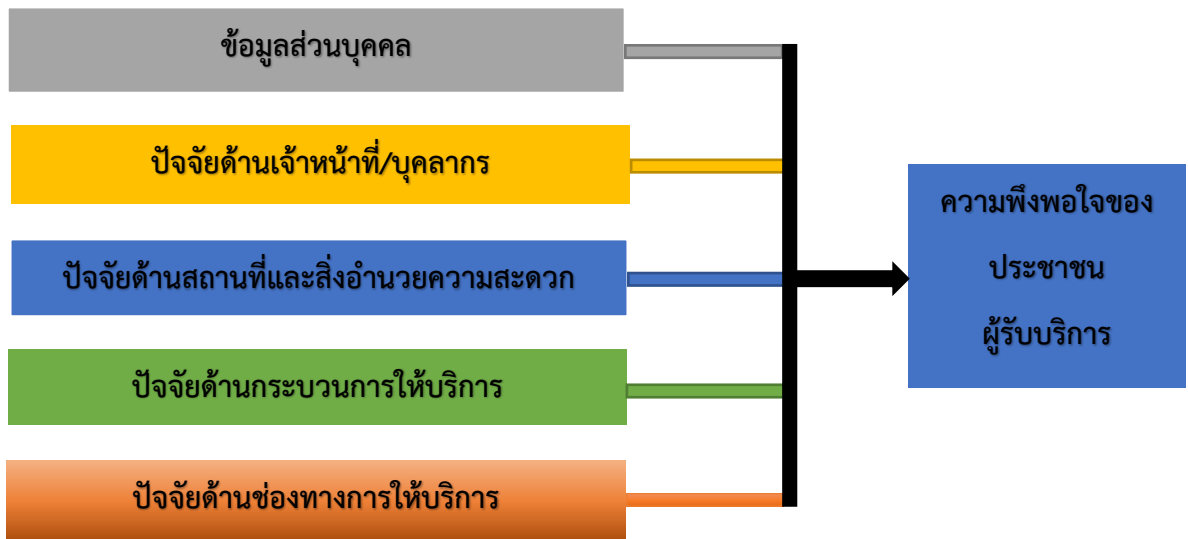 ข้อมูลส่วนบุคคล
ปัจจัยด้านเจ้าหน้าที่/บุคลากร
ปัจจัยด้านสถานที่และสิ่งอำนวยความสะดวก
ปัจจัยด้านกระบวนการให้บริการ
ปัจจัยด้านช่องทางการให้บริการ
ความพึงพอใจของ
ประชาชน
ผู้รับบริการ